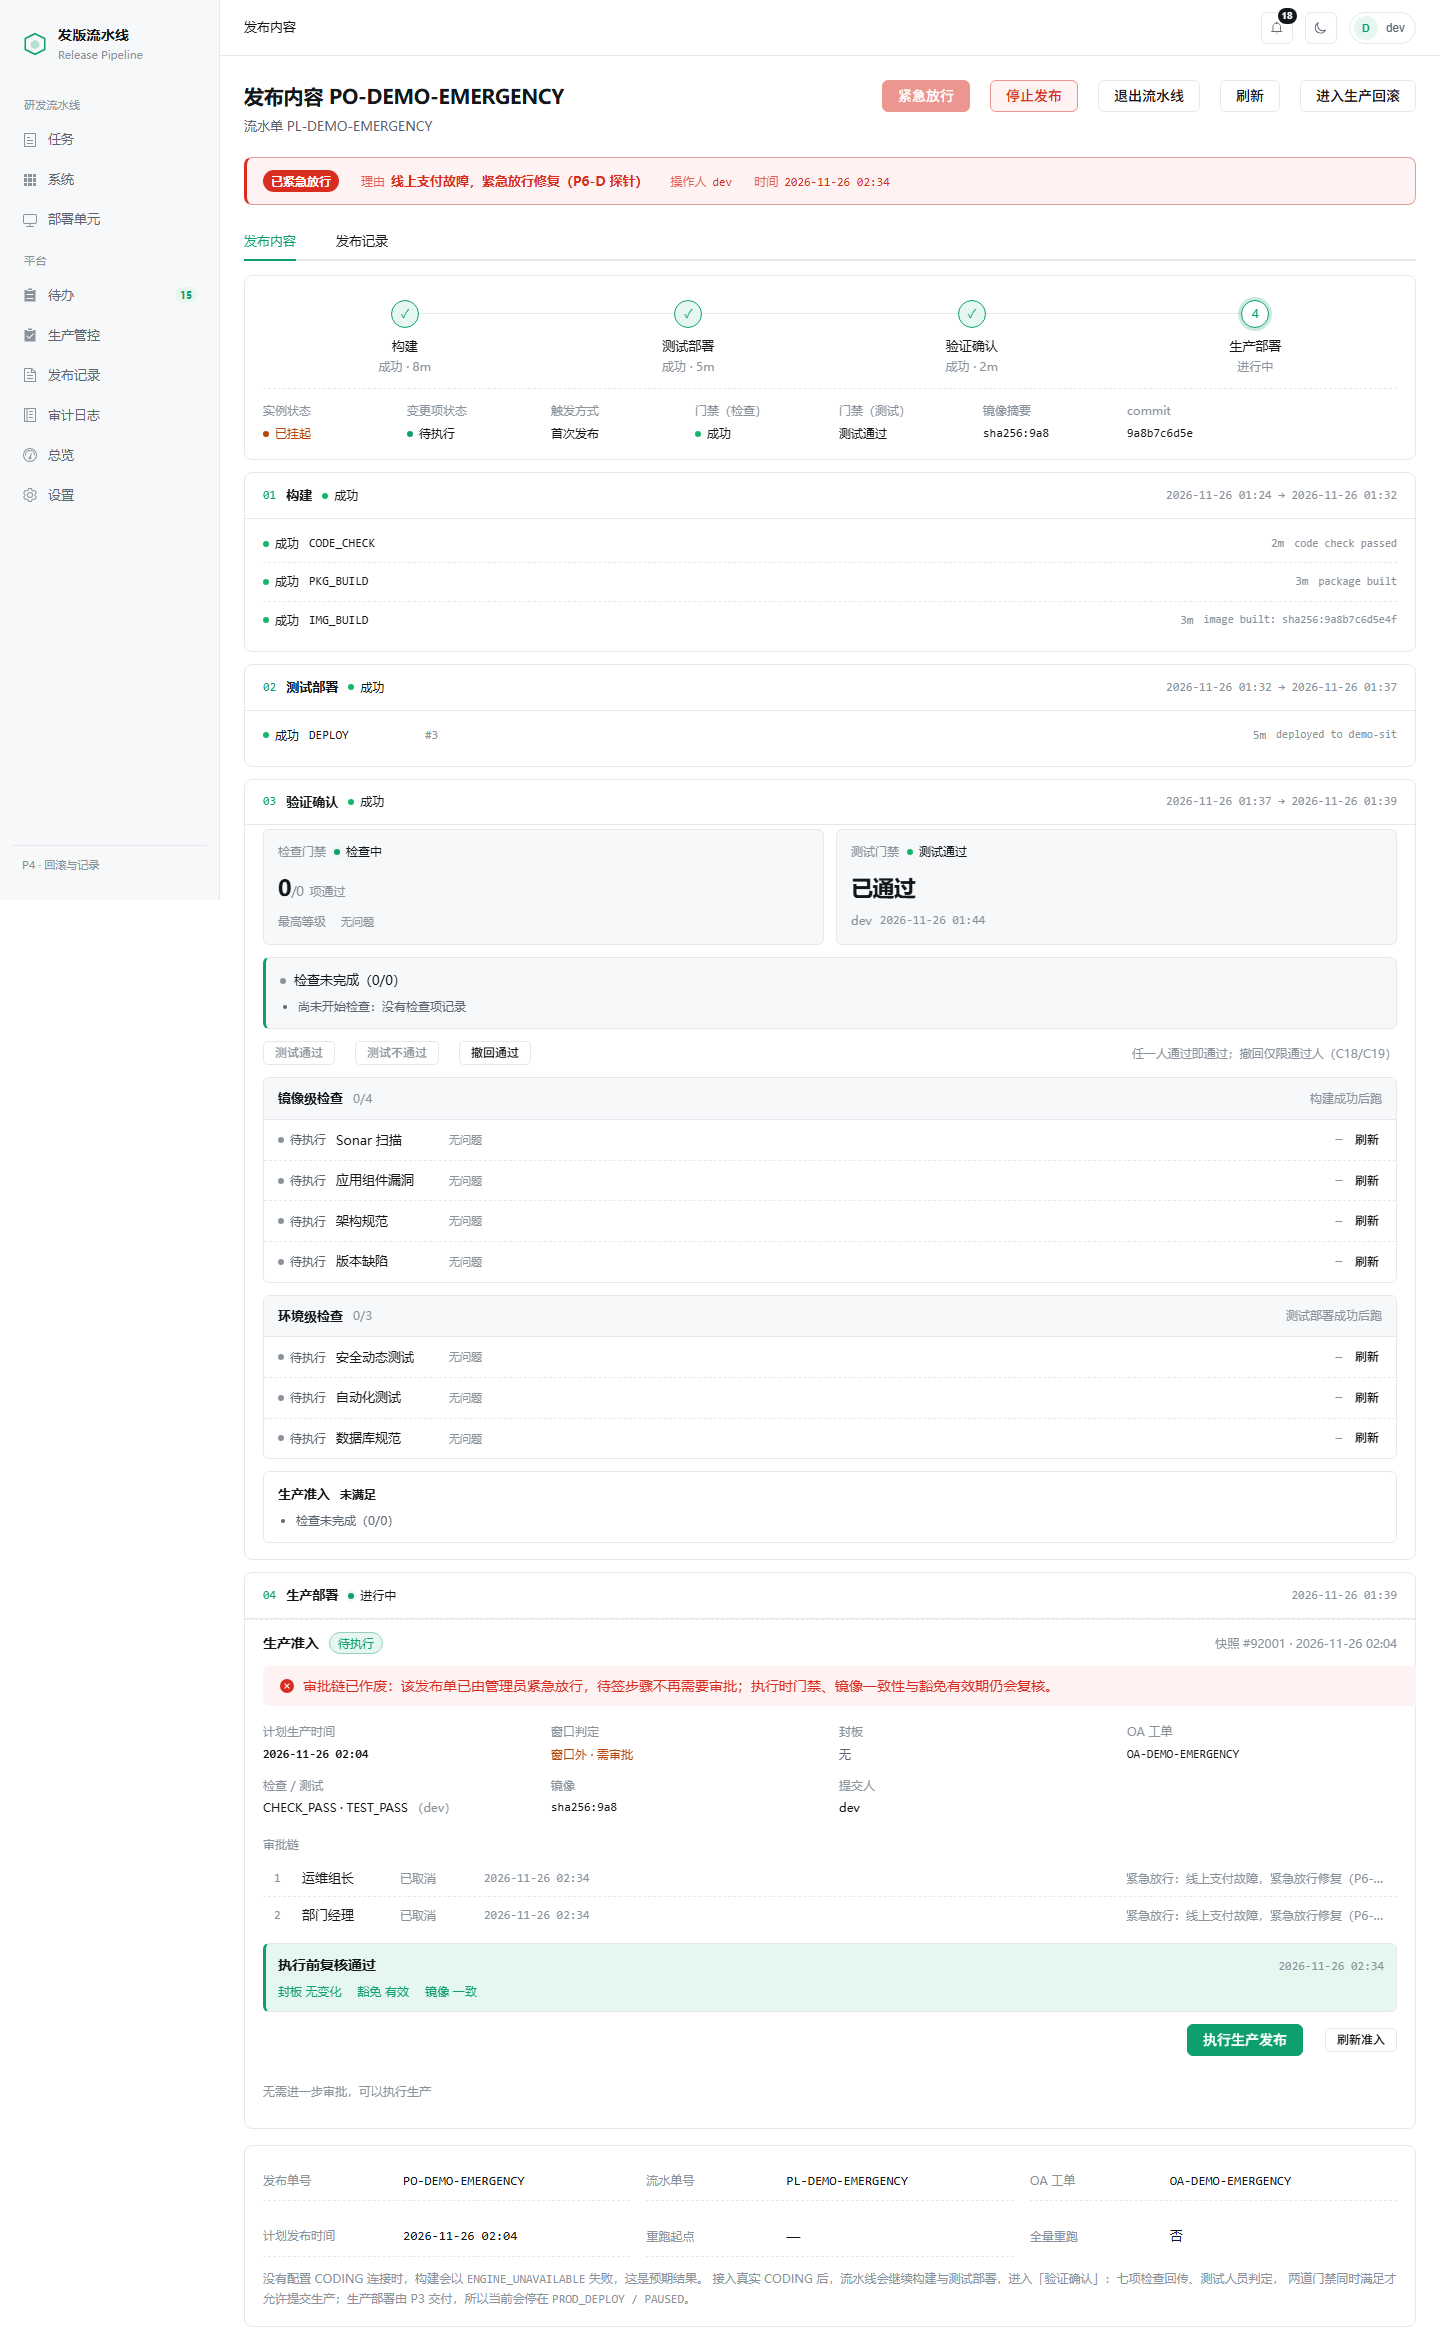 发版流水线
Release Pipeline
研发流水线
任务
系统
部署单元
平台
待办 15
生产管控
发布记录
审计日志
总览
设置
P4 · 回滚与记录
发布内容
18
D dev
发布内容 PO-DEMO-EMERGENCY
流水单 PL-DEMO-EMERGENCY
紧急放行 停止发布 退出流水线 刷新 进入生产回滚
已紧急放行 理由 线上支付故障，紧急放行修复（P6-D 探针） 操作人 dev 时间 2026-11-26 02:34
发布内容 发布记录
✓ ✓ ✓ 4
构建 测试部署 验证确认 生产部署
成功 · 8m 成功 · 5m 成功 · 2m 进行中
实例状态 变更项状态 触发方式 门禁（检查） 门禁（测试） 镜像摘要 commit
已挂起 待执行 首次发布 成功 测试通过 sha256:9a8 9a8b7c6d5e
01 构建 成功 2026-11-26 01:24 → 2026-11-26 01:32
成功 CODE_CHECK 2m code check passed
成功 PKG_BUILD 3m package built
成功 IMG_BUILD 3m image built: sha256:9a8b7c6d5e4f
02 测试部署 成功 2026-11-26 01:32 → 2026-11-26 01:37
成功 DEPLOY #3 5m deployed to demo-sit
03 验证确认 成功 2026-11-26 01:37 → 2026-11-26 01:39
检查门禁 检查中
0/0 项通过
最高等级 无问题
测试门禁 测试通过
已通过
dev 2026-11-26 01:44
检查未完成（0/0）
• 尚未开始检查：没有检查项记录
测试通过 测试不通过 撤回通过 任一人通过即通过；撤回仅限通过人（C18/C19）
镜像级检查 0/4 构建成功后跑
待执行 Sonar 扫描 无问题 — 刷新
待执行 应用组件漏洞 无问题 — 刷新
待执行 架构规范 无问题 — 刷新
待执行 版本缺陷 无问题 — 刷新
环境级检查 0/3 测试部署成功后跑
待执行 安全动态测试 无问题 — 刷新
待执行 自动化测试 无问题 — 刷新
待执行 数据库规范 无问题 — 刷新
生产准入 未满足
• 检查未完成（0/0）
04 生产部署 进行中 2026-11-26 01:39
生产准入 待执行 快照 #92001 · 2026-11-26 02:04
审批链已作废：该发布单已由管理员紧急放行，待签步骤不再需要审批；执行时门禁、镜像一致性与豁免有效期仍会复核。
计划生产时间 窗口判定 封板 OA 工单
2026-11-26 02:04 窗口外 · 需审批 无 OA-DEMO-EMERGENCY
检查 / 测试 镜像 提交人
CHECK_PASS · TEST_PASS （dev） sha256:9a8 dev
审批链
1 运维组长 已取消 2026-11-26 02:34 紧急放行：线上支付故障，紧急放行修复（P6-...
2 部门经理 已取消 2026-11-26 02:34 紧急放行：线上支付故障，紧急放行修复（P6-...
执行前复核通过 2026-11-26 02:34
封板 无变化 豁免 有效 镜像 一致
执行生产发布 刷新准入
无需进一步审批，可以执行生产
发布单号 PO-DEMO-EMERGENCY 流水单号 PL-DEMO-EMERGENCY OA 工单 OA-DEMO-EMERGENCY
计划发布时间 2026-11-26 02:04 重跑起点 — 全量重跑 否
没有配置 CODING 连接时，构建会以 ENGINE_UNAVAILABLE 失败，这是预期结果。 接入真实 CODING 后，流水线会继续构建与测试部署，进入「验证确认」：七项检查回传、测试人员判定， 两道门禁同时满足才
允许提交生产；生产部署由 P3 交付，所以当前会停在 PROD_DEPLOY / PAUSED。